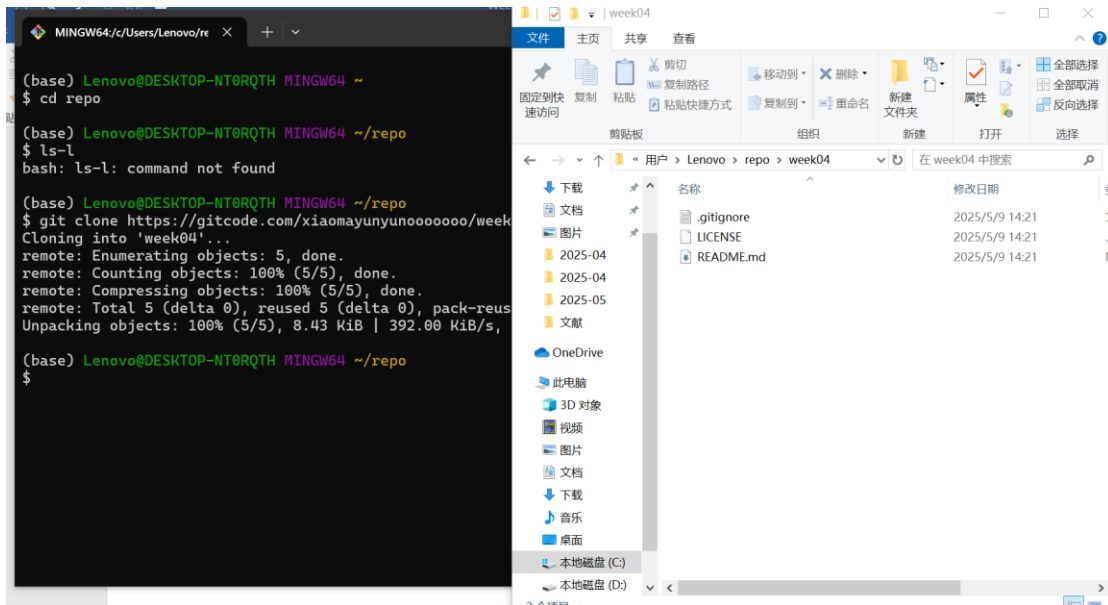 MINGW64:/c/Users/Lenovo/re
(base) Lenovo@DESKTOP-NT0RQTH MINGW64 ~
$ cd repo
(base) Lenovo@DESKTOP-NT0RQTH MINGW64 ~/repo
$ ls-l
bash: ls-l: command not found
(base) Lenovo@DESKTOP-NT0RQTH MINGW64 ~/repo
$ git clone https://gitcode.com/xiaomayunyunooooooo/week
Cloning into 'week04'...
remote: Enumerating objects: 5, done.
remote: Counting objects: 100% (5/5), done.
remote: Compressing objects: 100% (5/5), done.
remote: Total 5 (delta 0), reused 5 (delta 0), pack-reus
Unpacking objects: 100% (5/5), 8.43 KiB | 392.00 KiB/s,
(base) Lenovo@DESKTOP-NT0RQTH MINGW64 ~/repo
$
week04
文件 主页 共享 查看
固定到快速访问
复制
粘贴
剪切
复制路径
粘贴快捷方式
剪贴板
移动到
复制到
删除
重命名
组织
新建文件夹
新建
属性
打开
全部选择
全部取消
反向选择
选择
« 用户 > Lenovo > repo > week04
在 week04 中搜索
下载
文档
图片
2025-04
2025-04
2025-05
文献
OneDrive
此电脑
3D 对象
视频
图片
文档
下载
音乐
桌面
本地磁盘 (C:)
本地磁盘 (D:)
名称 修改日期
.gitignore 2025/5/9 14:21
LICENSE 2025/5/9 14:21
README.md 2025/5/9 14:21